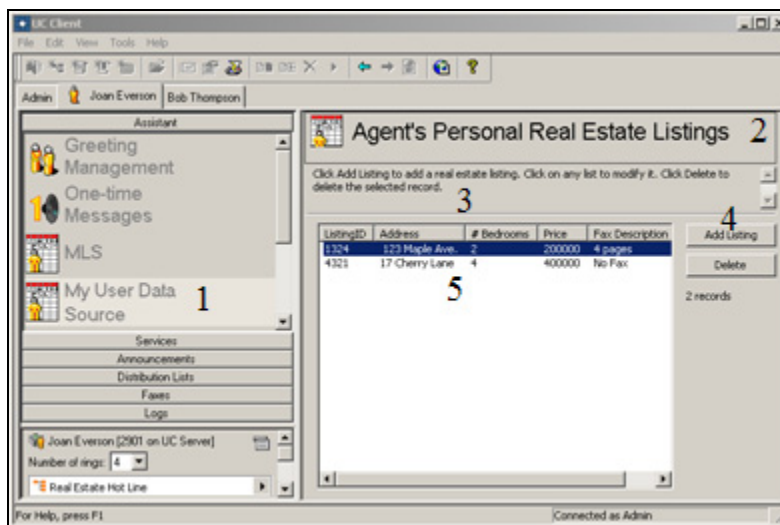 UC Client
File Edit View Tools Help
Admin Joan Everson Bob Thompson
Assistant
Greeting
Management
One-time
Messages
MLS
My User Data
Source
1
Services
Announcements
Distribution Lists
Faxes
Logs
Joan Everson [2901 on UC Server]
Number of rings: 4
Real Estate Hot Line
Agent's Personal Real Estate Listings 2
Click Add Listing to add a real estate listing. Click on any list to modify it. Click Delete to
delete the selected record.
3
ListingID Address # Bedrooms Price Fax Description
1324 123 Maple Ave. 2 200000 4 pages
4321 17 Cherry Lane 4 400000 No Fax
5
4
Add Listing
Delete
2 records
For Help, press F1
Connected as Admin